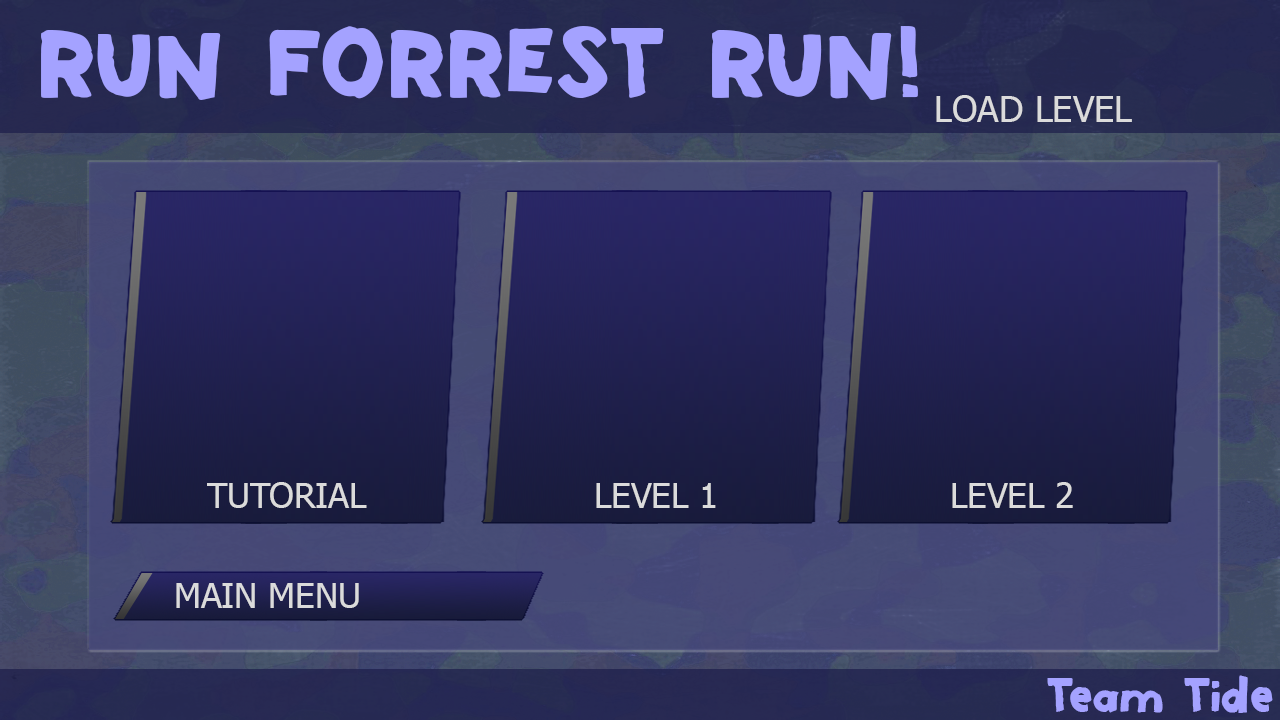 RUN FORREST RUN!
LOAD LEVEL
TUTORIAL
LEVEL 1
LEVEL 2
MAIN MENU
Team Tide